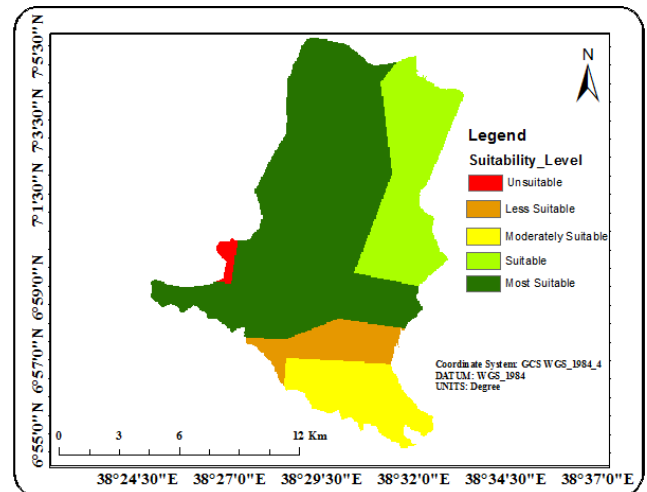 7°5'30"N
7°3'30"N
7°1'30"N
6°59'0"N
6°57'0"N
6°55'0"N
N
Legend
Suitability_Level
Unsuitable
Less Suitable
Moderately Suitable
Suitable
Most Suitable
Coordinate System: GCS WGS_1984_4
DATUM: WGS_1984
UNITS: Degree
0 3 6 12 Km
38°24'30"E 38°27'0"E 38°29'30"E 38°32'0"E 38°34'30"E 38°37'0"E